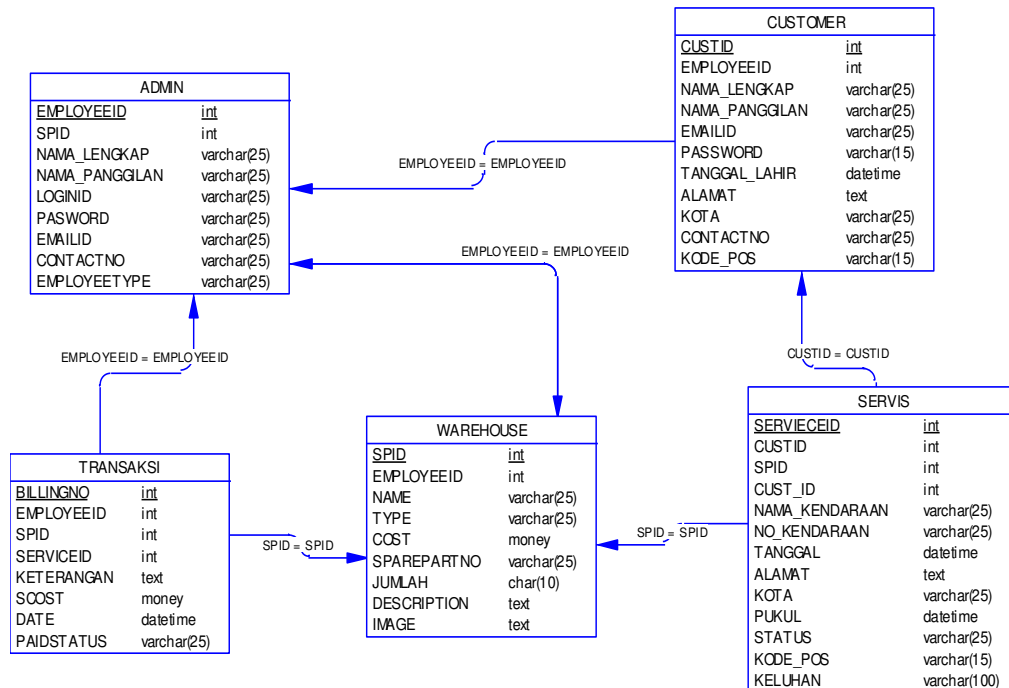 CUSTOMER
CUSTID int
EMPLOYEEID int
NAMA_LENGKAP varchar(25)
NAMA_PANGGILAN varchar(25)
EMAILID varchar(25)
PASSWORD varchar(15)
TANGGAL_LAHIR datetime
ALAMAT text
KOTA varchar(25)
CONTACTNO varchar(25)
KODE_POS varchar(15)
ADMIN
EMPLOYEEID int
SPID int
NAMA_LENGKAP varchar(25)
NAMA_PANGGILAN varchar(25)
LOGINID varchar(25)
PASWORD varchar(25)
EMAILID varchar(25)
CONTACTNO varchar(25)
EMPLOYEETYPE varchar(25)
EMPLOYEEID = EMPLOYEEID
EMPLOYEEID = EMPLOYEEID
EMPLOYEEID = EMPLOYEEID
CUSTID = CUSTID
TRANSAKSI
BILLINGNO int
EMPLOYEEID int
SPID int
SERVICEID int
KETERANGAN text
SCOST money
DATE datetime
PAIDSTATUS varchar(25)
SPID = SPID
WAREHOUSE
SPID int
EMPLOYEEID int
NAME varchar(25)
TYPE varchar(25)
COST money
SPAREPARTNO varchar(25)
JUMLAH char(10)
DESCRIPTION text
IMAGE text
SPID = SPID
SERVIS
SERVIECEID int
CUSTID int
SPID int
CUST_ID int
NAMA_KENDARAAN varchar(25)
NO_KENDARAAN varchar(25)
TANGGAL datetime
ALAMAT text
KOTA varchar(25)
PUKUL datetime
STATUS varchar(25)
KODE_POS varchar(15)
KELUHAN varchar(100)